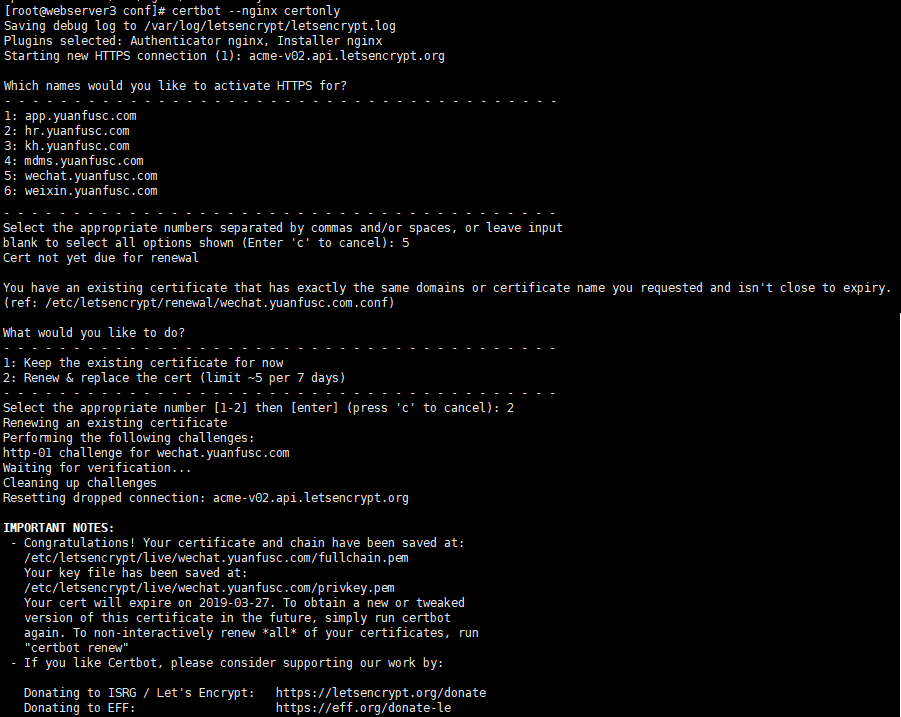 [root@webserver3 conf]# certbot --nginx certonly
Saving debug log to /var/log/letsencrypt/letsencrypt.log
Plugins selected: Authenticator nginx, Installer nginx
Starting new HTTPS connection (1): acme-v02.api.letsencrypt.org
Which names would you like to activate HTTPS for?
- - - - - - - - - - - - - - - - - - - - - - - - - - - - - - - - - - - - - - - -
1: app.yuanfusc.com
2: hr.yuanfusc.com
3: kh.yuanfusc.com
4: mdms.yuanfusc.com
5: wechat.yuanfusc.com
6: weixin.yuanfusc.com
- - - - - - - - - - - - - - - - - - - - - - - - - - - - - - - - - - - - - - - -
Select the appropriate numbers separated by commas and/or spaces, or leave input
blank to select all options shown (Enter 'c' to cancel): 5
Cert not yet due for renewal
You have an existing certificate that has exactly the same domains or certificate name you requested and isn't close to expiry.
(ref: /etc/letsencrypt/renewal/wechat.yuanfusc.com.conf)
What would you like to do?
- - - - - - - - - - - - - - - - - - - - - - - - - - - - - - - - - - - - - - - -
1: Keep the existing certificate for now
2: Renew & replace the cert (limit ~5 per 7 days)
- - - - - - - - - - - - - - - - - - - - - - - - - - - - - - - - - - - - - - - -
Select the appropriate number [1-2] then [enter] (press 'c' to cancel): 2
Renewing an existing certificate
Performing the following challenges:
http-01 challenge for wechat.yuanfusc.com
Waiting for verification...
Cleaning up challenges
Resetting dropped connection: acme-v02.api.letsencrypt.org
IMPORTANT NOTES:
- Congratulations! Your certificate and chain have been saved at:
/etc/letsencrypt/live/wechat.yuanfusc.com/fullchain.pem
Your key file has been saved at:
/etc/letsencrypt/live/wechat.yuanfusc.com/privkey.pem
Your cert will expire on 2019-03-27. To obtain a new or tweaked
version of this certificate in the future, simply run certbot
again. To non-interactively renew *all* of your certificates, run
"certbot renew"
- If you like Certbot, please consider supporting our work by:
Donating to ISRG / Let's Encrypt: https://letsencrypt.org/donate
Donating to EFF: https://eff.org/donate-le